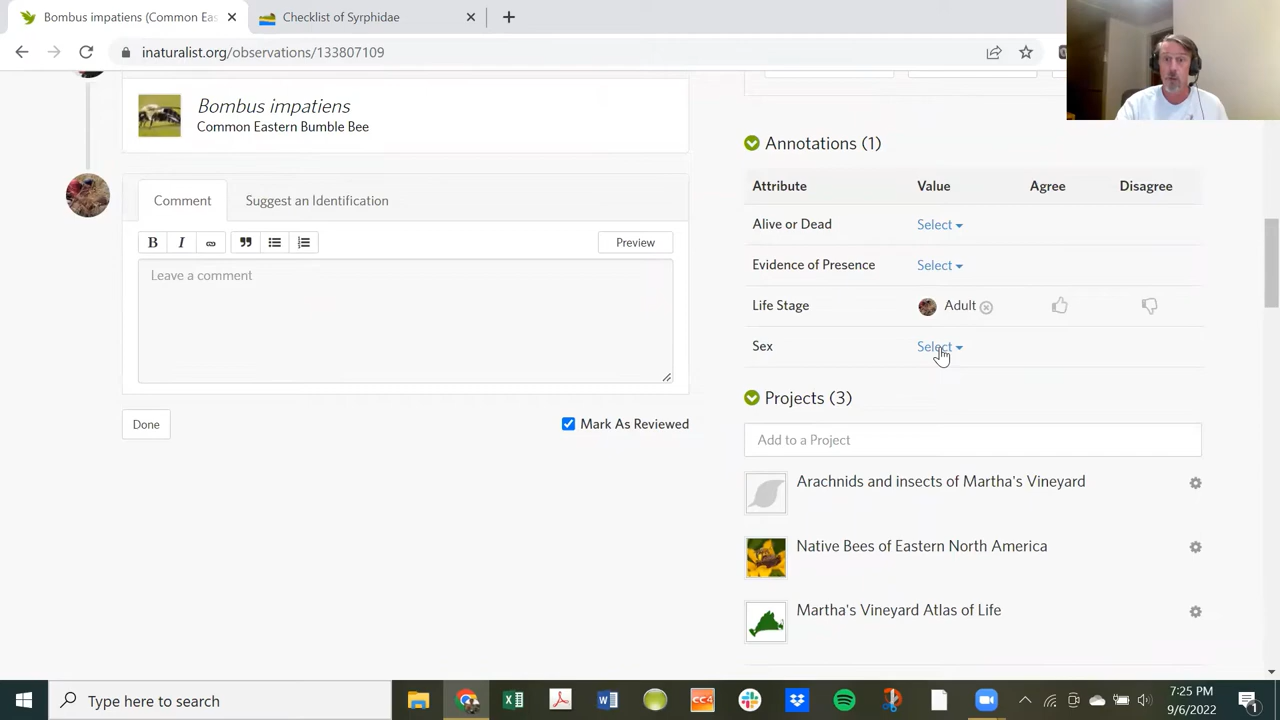 Bombus impatiens (Common Eas
Checklist of Syrphidae
inaturalist.org/observations/133807109
Bombus impatiens
Common Eastern Bumble Bee
Comment
Suggest an Identification
B I
Preview
Leave a comment
Done
Mark As Reviewed
Annotations (1)
Attribute Value Agree Disagree
Alive or Dead Select
Evidence of Presence Select
Life Stage Adult
Sex Select
Projects (3)
Add to a Project
Arachnids and insects of Martha's Vineyard
Native Bees of Eastern North America
Martha's Vineyard Atlas of Life
Type here to search
CC4
7:25 PM
9/6/2022
1